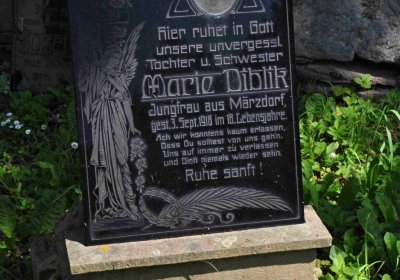 Hier ruhet in Gott
unsere unvergessl.
Tochter u. Schwester
Marie Diblik
Jungfrau aus Märzdorf,
gest. 3. Sept. 1916 im 18. Lebensjahre.
Ach wir konntens kaum erfassen,
Dass Du solltest von uns gehn,
Uns auf immer zu verlassen
und Dich niemals wieder sehn.
Ruhe sanft !